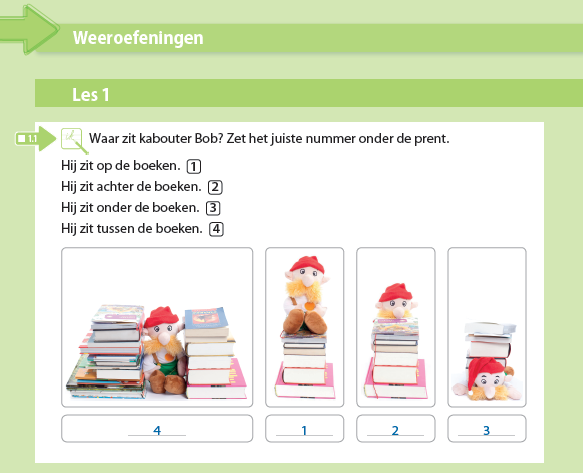 Weeroefeningen
Les 1
1.1
Waar zit kabouter Bob? Zet het juiste nummer onder de prent.
Hij zit op de boeken. 1
Hij zit achter de boeken. 2
Hij zit onder de boeken. 3
Hij zit tussen de boeken. 4
4 1 2 3